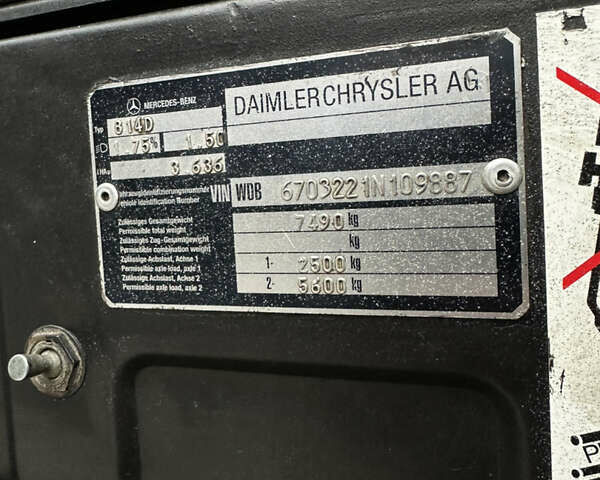 MERCEDES-BENZ
DAIMLERCHRYSLER AG
Typ 814D
1.75% 1.50
3.636
Fahrzeugidentifizierungsnummer
Vehicle Identification Number
VIN WDB 6703221N109887
Zulässiges Gesamtgewicht
Permissible total weight
7490 kg
Zulässiges Zug-Gesamtgewicht
Permissible combination weight
kg
Zulässige Achslast, Achse 1
Permissible axle load, axle 1
1- 2500 kg
Zulässige Achslast, Achse 2
Permissible axle load, axle 2
2- 5600 kg